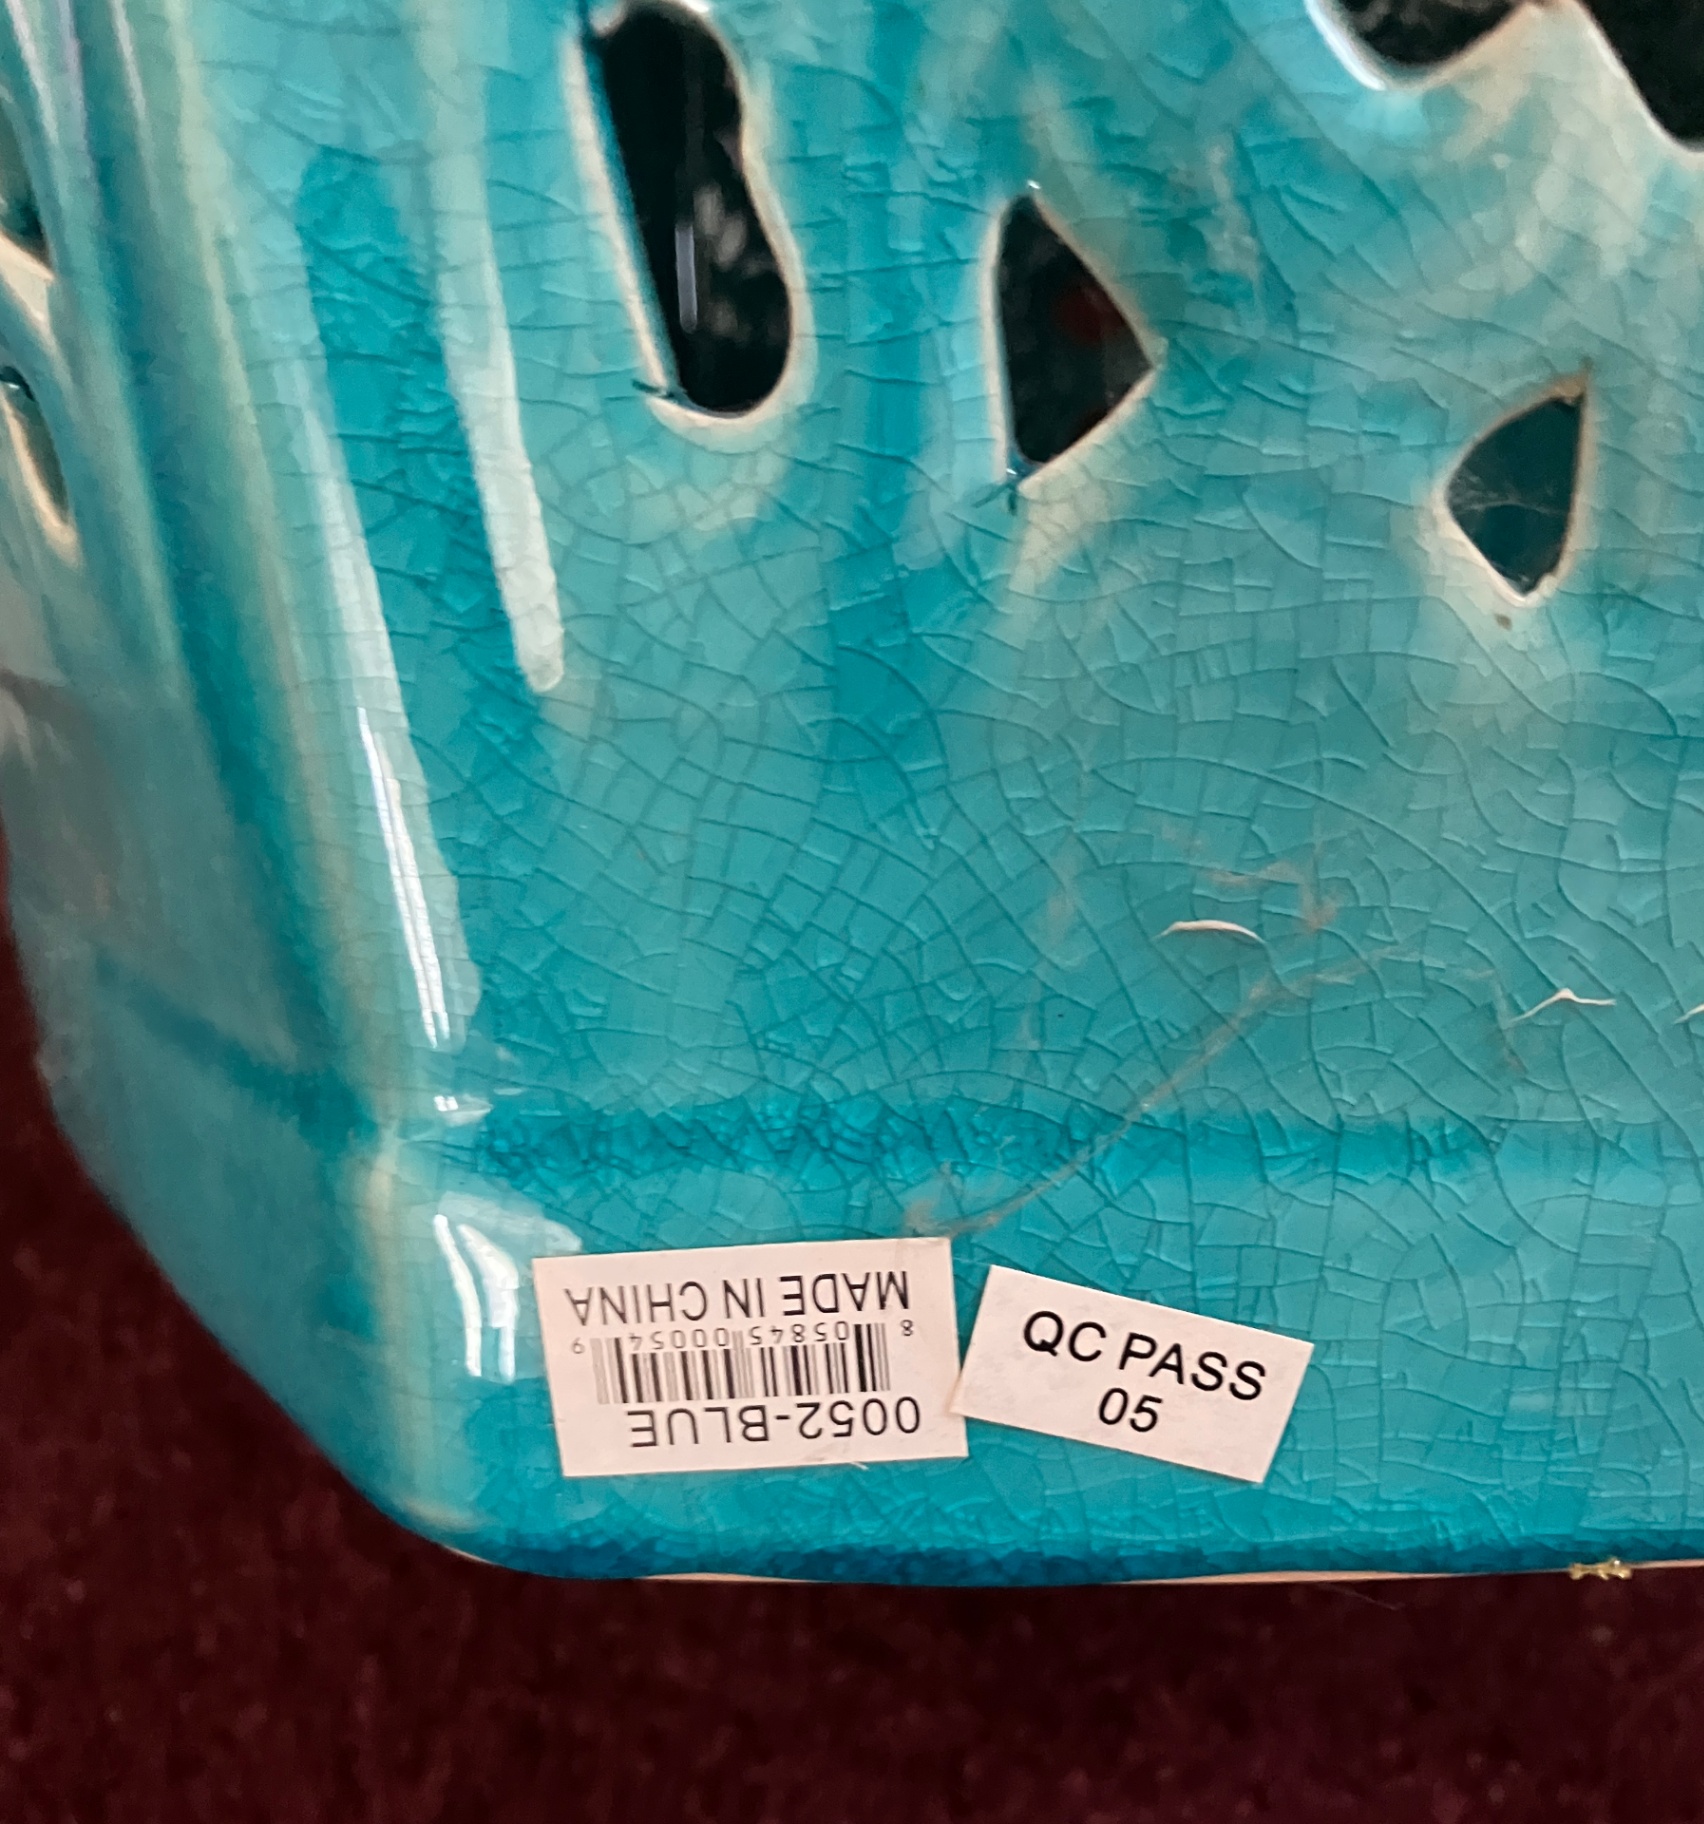 0052-BLUE
8 05845 00054 9
MADE IN CHINA
QC PASS
05